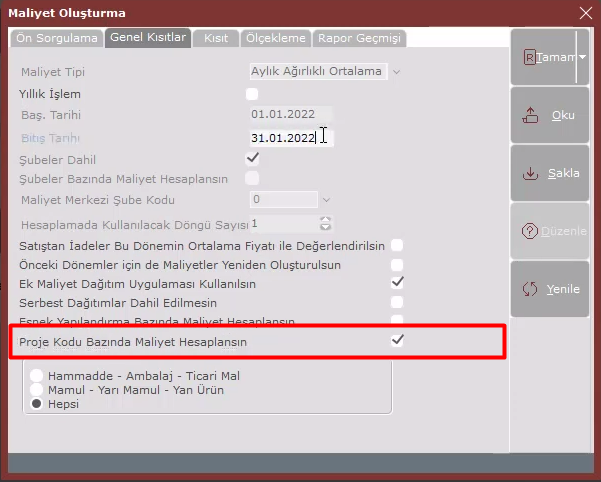 Maliyet Oluşturma
Ön Sorgulama Genel Kısıtlar Kısıt Ölçekleme Rapor Geçmişi
Maliyet Tipi Aylık Ağırlıklı Ortalama
Yıllık İşlem
Baş. Tarihi 01.01.2022
Bitiş Tarihi 31.01.2022
Şubeler Dahil
Şubeler Bazında Maliyet Hesaplansın
Maliyet Merkezi Şube Kodu 0
Hesaplamada Kullanılacak Döngü Sayısı 1
Satıştan İadeler Bu Dönemin Ortalama Fiyatı ile Değerlendirilsin
Önceki Dönemler için de Maliyetler Yeniden Oluşturulsun
Ek Maliyet Dağıtım Uygulaması Kullanılsın
Serbest Dağıtımlar Dahil Edilmesin
Esnek Yapılandırma Bazında Maliyet Hesaplansın
Proje Kodu Bazında Maliyet Hesaplansın
Hammadde - Ambalaj - Ticari Mal
Mamul - Yarı Mamul - Yan Ürün
Hepsi
R Tamam
Oku
Sakla
Düzenle
Yenile